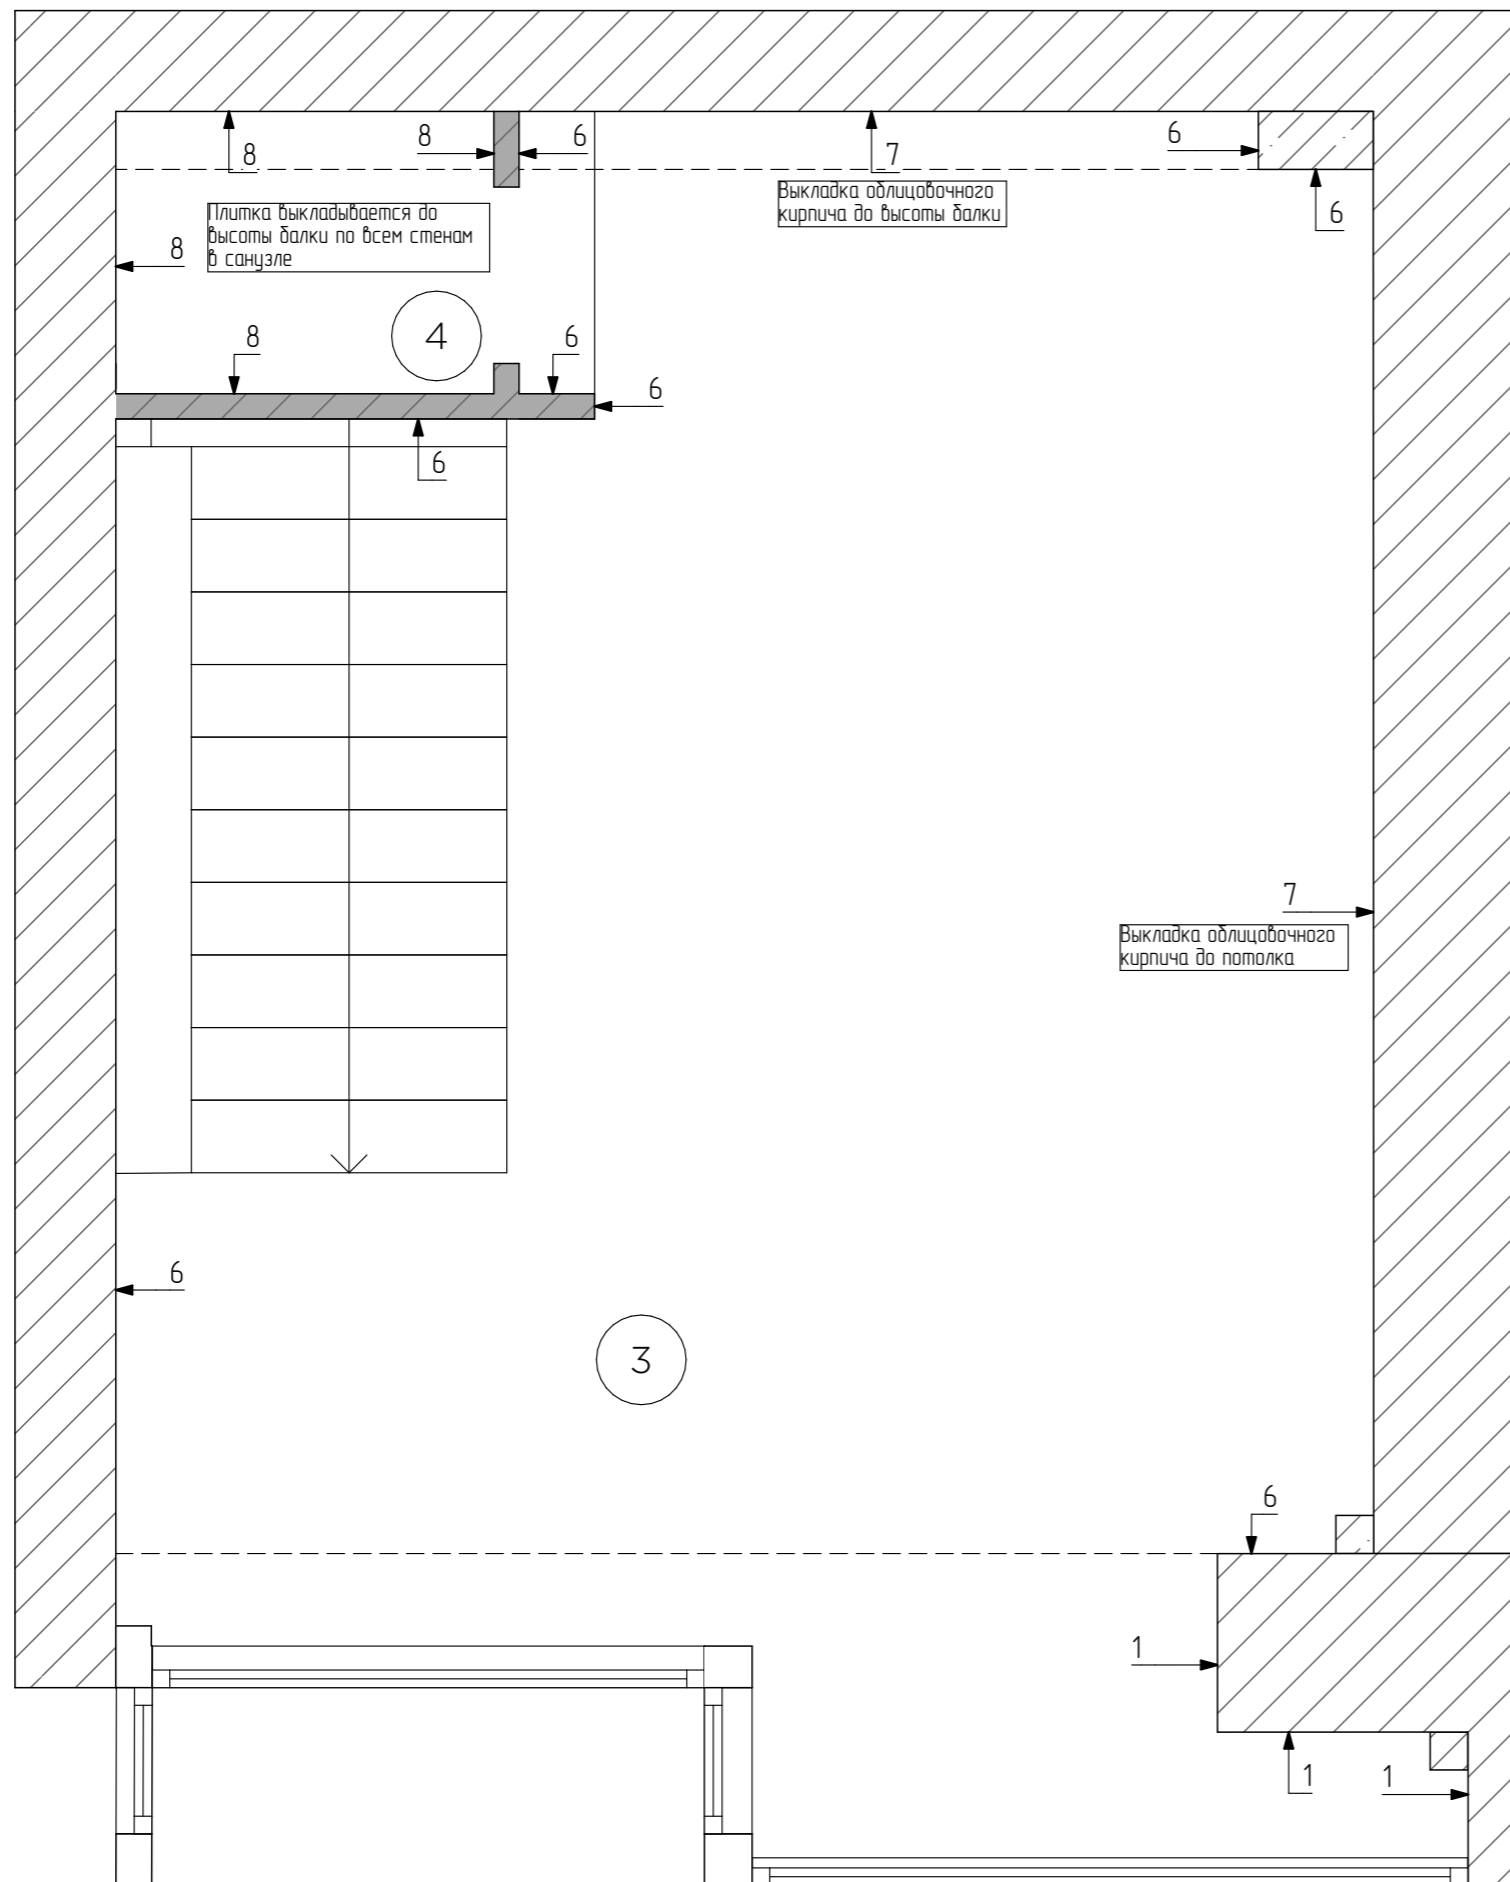 8
6
8
7
6
Выкладка облицовочного
кирпича до высоты балки
6
Плитка выкладывается до
высоты балки по всем стенам
в санузле
8
4
8
6
6
6
7
Выкладка облицовочного
кирпича до потолка
6
3
6
1
1
1